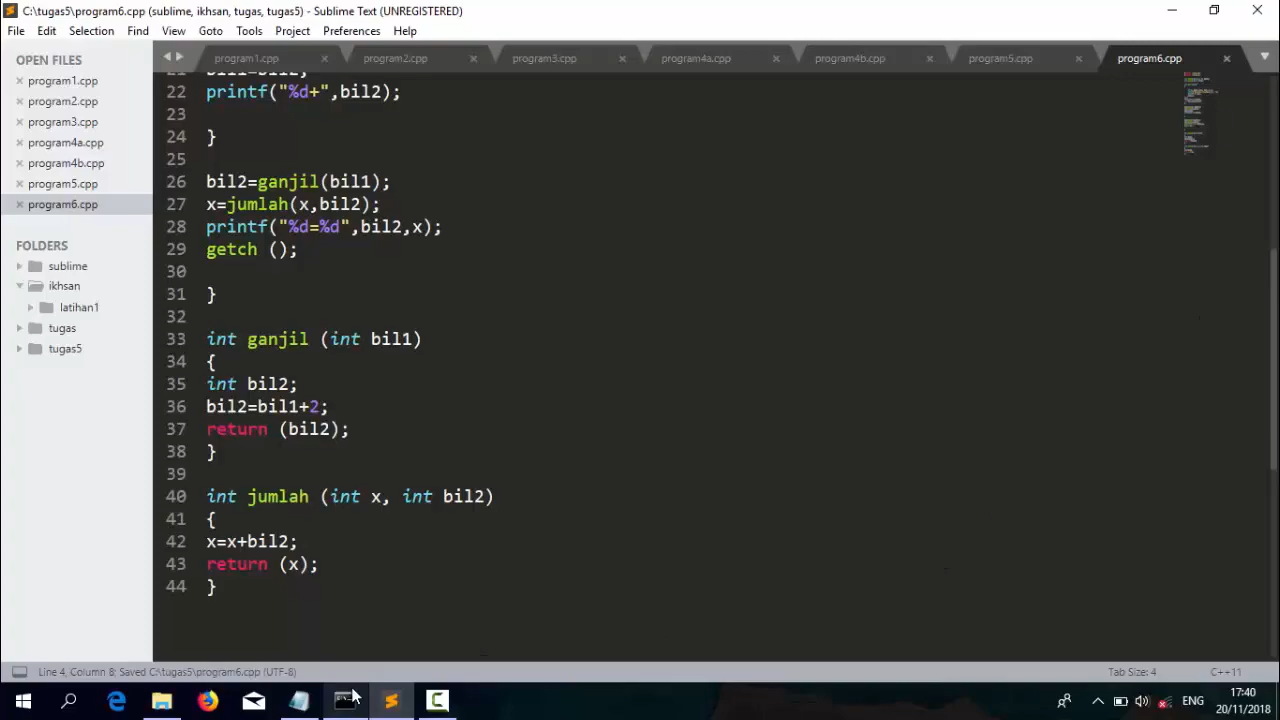 C:\tugas5\program6.cpp (sublime, ikhsan, tugas, tugas5) - Sublime Text (UNREGISTERED)
File Edit Selection Find View Goto Tools Project Preferences Help
OPEN FILES
program1.cpp
program2.cpp
program3.cpp
program4a.cpp
program4b.cpp
program5.cpp
program6.cpp
FOLDERS
sublime
ikhsan
latihan1
tugas
tugas5
program1.cpp program2.cpp program3.cpp program4a.cpp program4b.cpp program5.cpp program6.cpp
21 bil1=bil2;
22 printf("%d+",bil2);
23
24 }
25
26 bil2=ganjil(bil1);
27 x=jumlah(x,bil2);
28 printf("%d=%d",bil2,x);
29 getch ();
30
31 }
32
33 int ganjil (int bil1)
34 {
35 int bil2;
36 bil2=bil1+2;
37 return (bil2);
38 }
39
40 int jumlah (int x, int bil2)
41 {
42 x=x+bil2;
43 return (x);
44 }
Line 4, Column 8; Saved C:\tugas5\program6.cpp (UTF-8) Tab Size: 4 C++11
ENG 17:40
20/11/2018